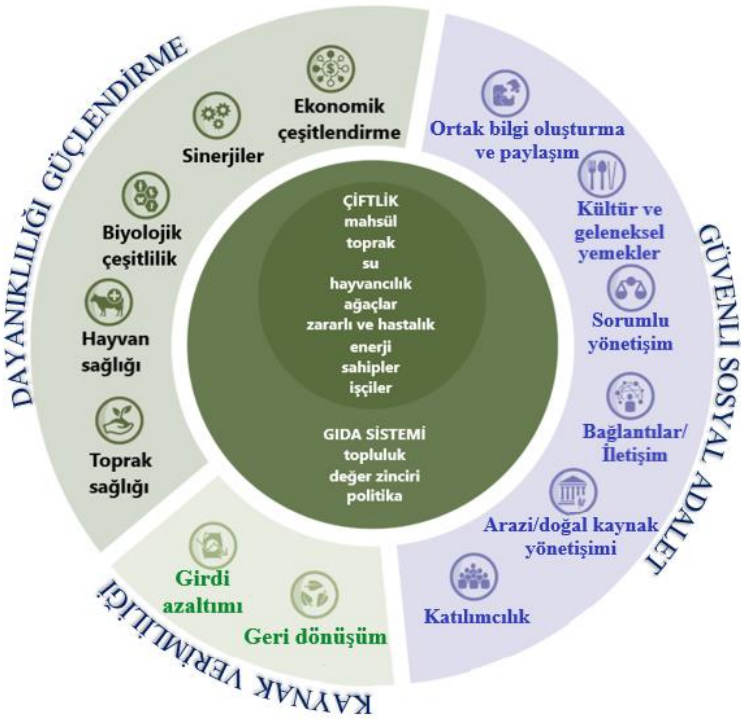 DAYANIKLILIĞI GÜÇLENDİRME
Ekonomik
çeşitlendirme
Sinerjiler
Biyolojik
çeşitlilik
Hayvan
sağlığı
Toprak
sağlığı
ÇİFTLİK
mahsül
toprak
su
hayvancılık
ağaçlar
zararlı ve hastalık
enerji
sahipler
işçiler
GIDA SİSTEMİ
topluluk
değer zinciri
politika
GÜVENLİ SOSYAL ADALET
Ortak bilgi oluşturma
ve paylaşım
Kültür ve
geleneksel
yemekler
Sorumlu
yönetişim
Bağlantılar/
İletişim
Arazi/doğal kaynak
yönetişimi
Katılımcılık
KAYNAK VERİMLİLİĞİ
Girdi
azaltımı
Geri dönüşüm